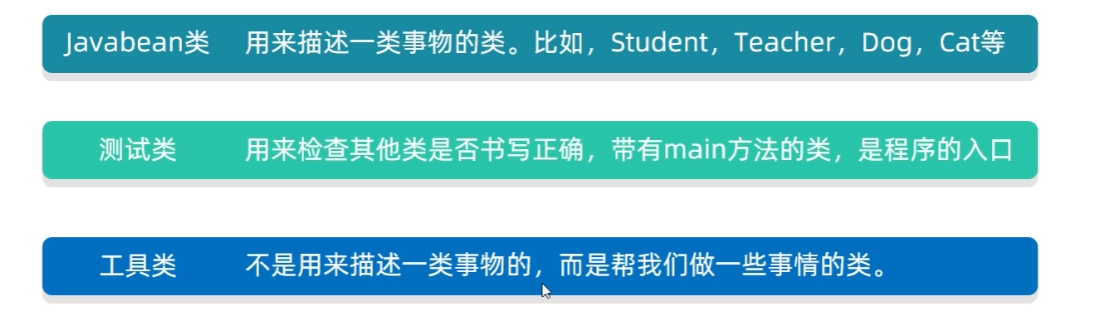 Javabean类 用来描述一类事物的类。比如，Student，Teacher，Dog，Cat等
测试类 用来检查其他类是否书写正确，带有main方法的类，是程序的入口
工具类 不是用来描述一类事物的，而是帮我们做一些事情的类。